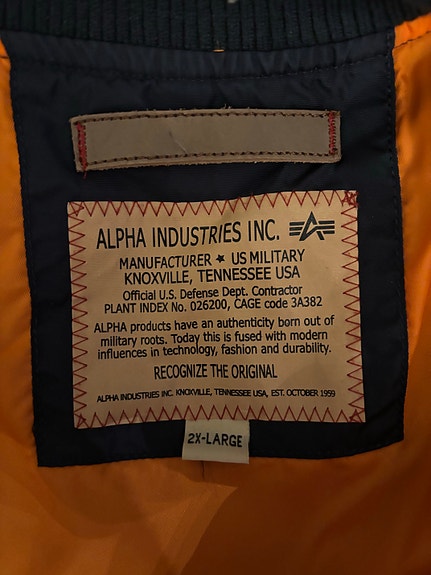 ALPHA INDUSTRIES INC.
MANUFACTURER ★ US MILITARY
KNOXVILLE, TENNESSEE USA
Official U.S. Defense Dept. Contractor
PLANT INDEX No. 026200, CAGE code 3A382
ALPHA products have an authenticity born out of
military roots. Today this is fused with modern
influences in technology, fashion and durability.
RECOGNIZE THE ORIGINAL
ALPHA INDUSTRIES INC. KNOXVILLE, TENNESSEE USA, EST. OCTOBER 1959
2X-LARGE